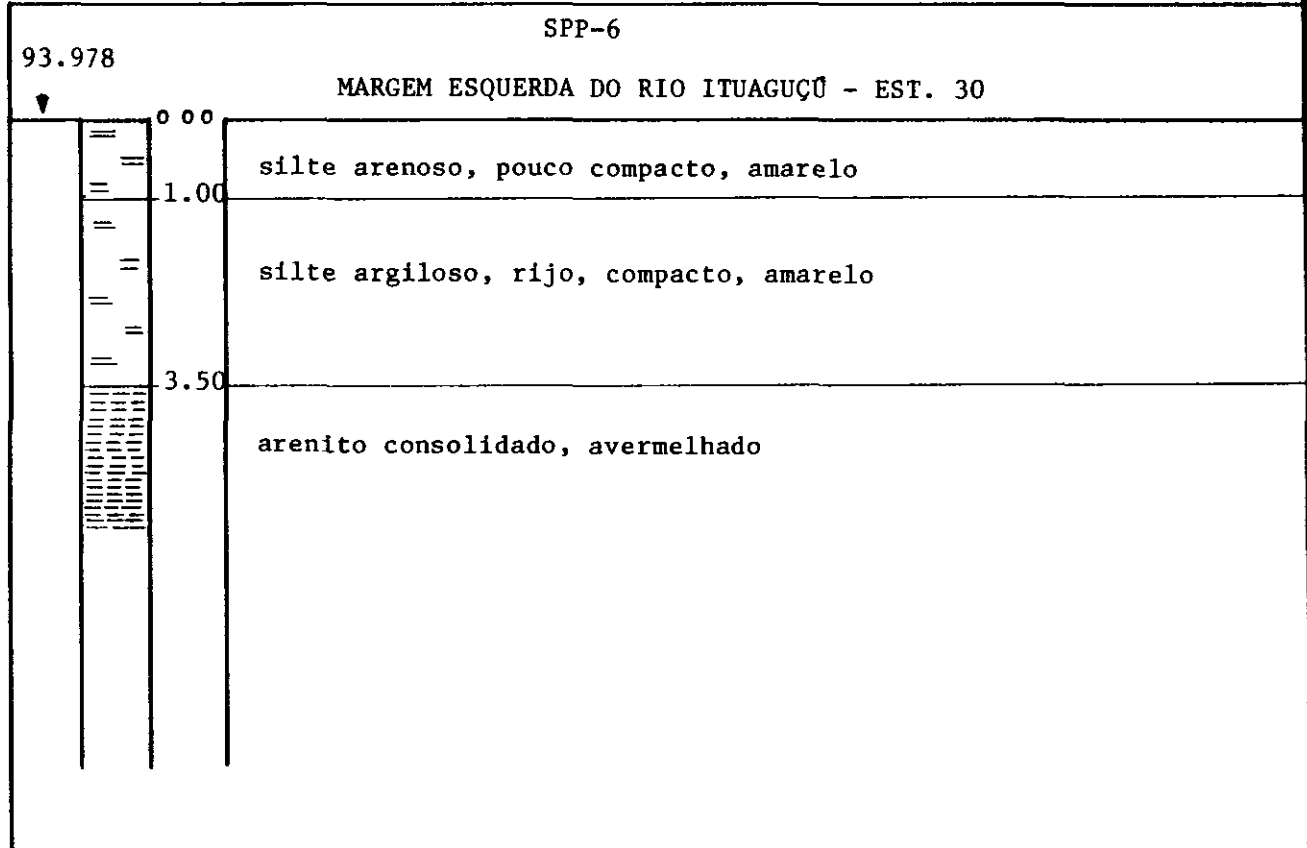 SPP-6
93.978
MARGEM ESQUERDA DO RIO ITUAGUÇŨ - EST. 30
0 00
silte arenoso, pouco compacto, amarelo
1.00
silte argiloso, rijo, compacto, amarelo
3.50
arenito consolidado, avermelhado